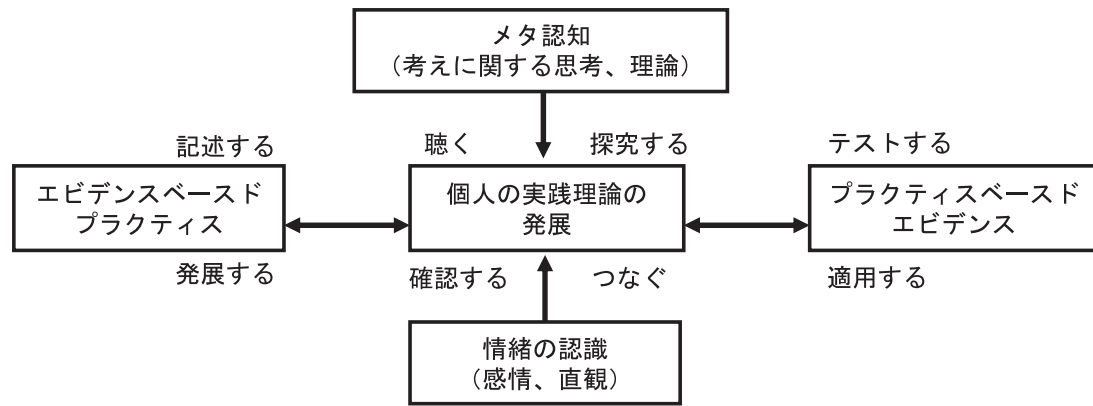 メタ認知
（考えに関する思考、理論）
記述する
聴く
探究する
テストする
エビデンスベースド
プラクティス
個人の実践理論の
発展
プラクティスベースド
エビデンス
発展する
確認する
つなぐ
適用する
情緒の認識
（感情、直観）